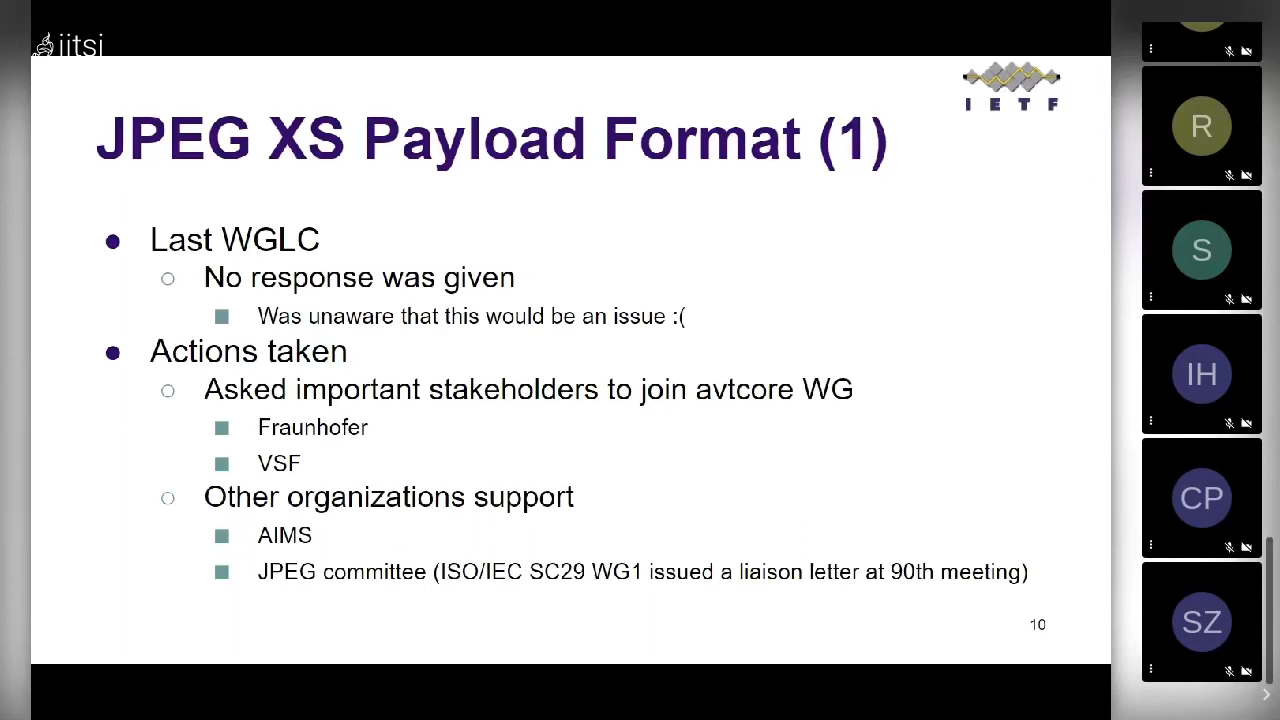 jitsi
IETF
JPEG XS Payload Format (1)
Last WGLC
No response was given
Was unaware that this would be an issue :(
Actions taken
Asked important stakeholders to join avtcore WG
Fraunhofer
VSF
Other organizations support
AIMS
JPEG committee (ISO/IEC SC29 WG1 issued a liaison letter at 90th meeting)
10
R
S
IH
CP
SZ